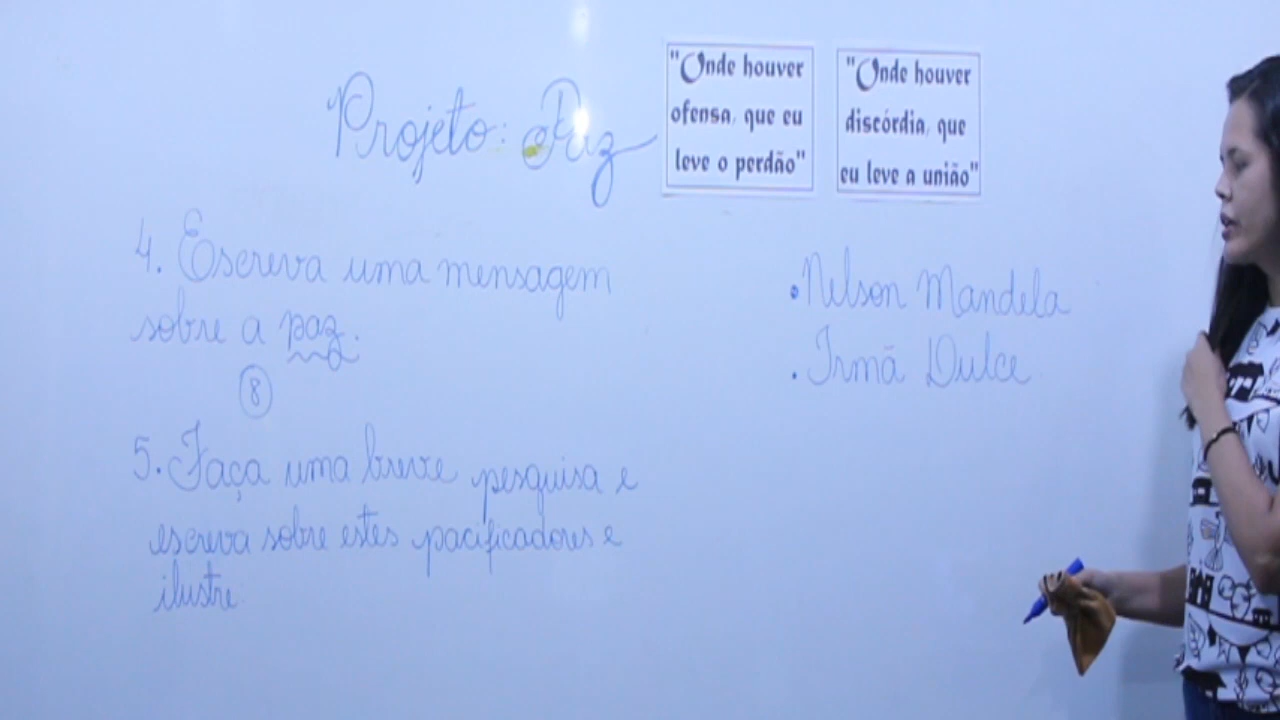 Projeto: Paz
"Onde houver
ofensa, que eu
leve o perdão"
"Onde houver
discórdia, que
eu leve a união"
4. Escreva uma mensagem
sobre a paz.
8
5. Faça uma breve pesquisa e
escreva sobre estes pacificadores e
ilustre.
• Nelson Mandela
• Irmã Dulce